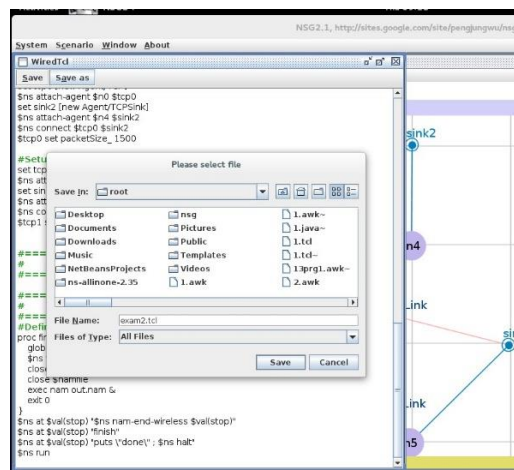 NSG2.1, http://sites.google.com/site/pengjungwu/nsg
System Scenario Window About
WiredTcl
Save Save as
$ns attach-agent $n0 $tcp0
set sink2 [new Agent/TCPSink]
$ns attach-agent $n4 $sink2
$ns connect $tcp0 $sink2
$tcp0 set packetSize_ 1500
#Setu
set tcp
$ns att
set sin
$ns att
$ns co
$tcp1 s
Please select file
Save In: root
Desktop nsg 1.awk~
Documents Pictures 1.java~
Downloads Public 1.tcl
Music Templates 1.tcl~
NetBeansProjects Videos 13prg1.awk~
ns-allinone-2.35 1.awk 2.awk
File Name: exam2.tcl
Files of Type: All Files
Save Cancel
#===
#
#===
#===
#
#===
#Defin
proc fin
glob
$ns
close
close $namfile
exec nam out.nam &
exit 0
}
$ns at $val(stop) "$ns nam-end-wireless $val(stop)"
$ns at $val(stop) "finish"
$ns at $val(stop) "puts \"done\" ; $ns halt"
$ns run
sink2
n4
Link
si
Link
n5